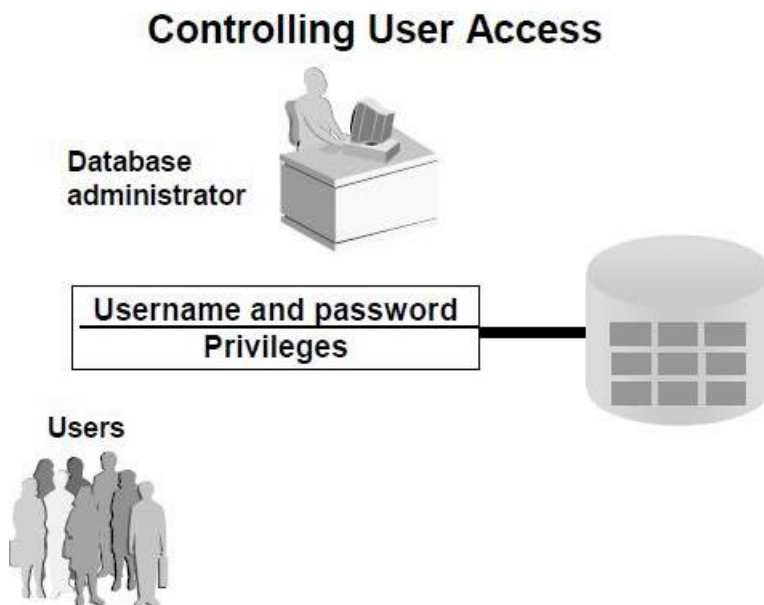 Controlling User Access
Database
administrator
Username and password
Privileges
Users